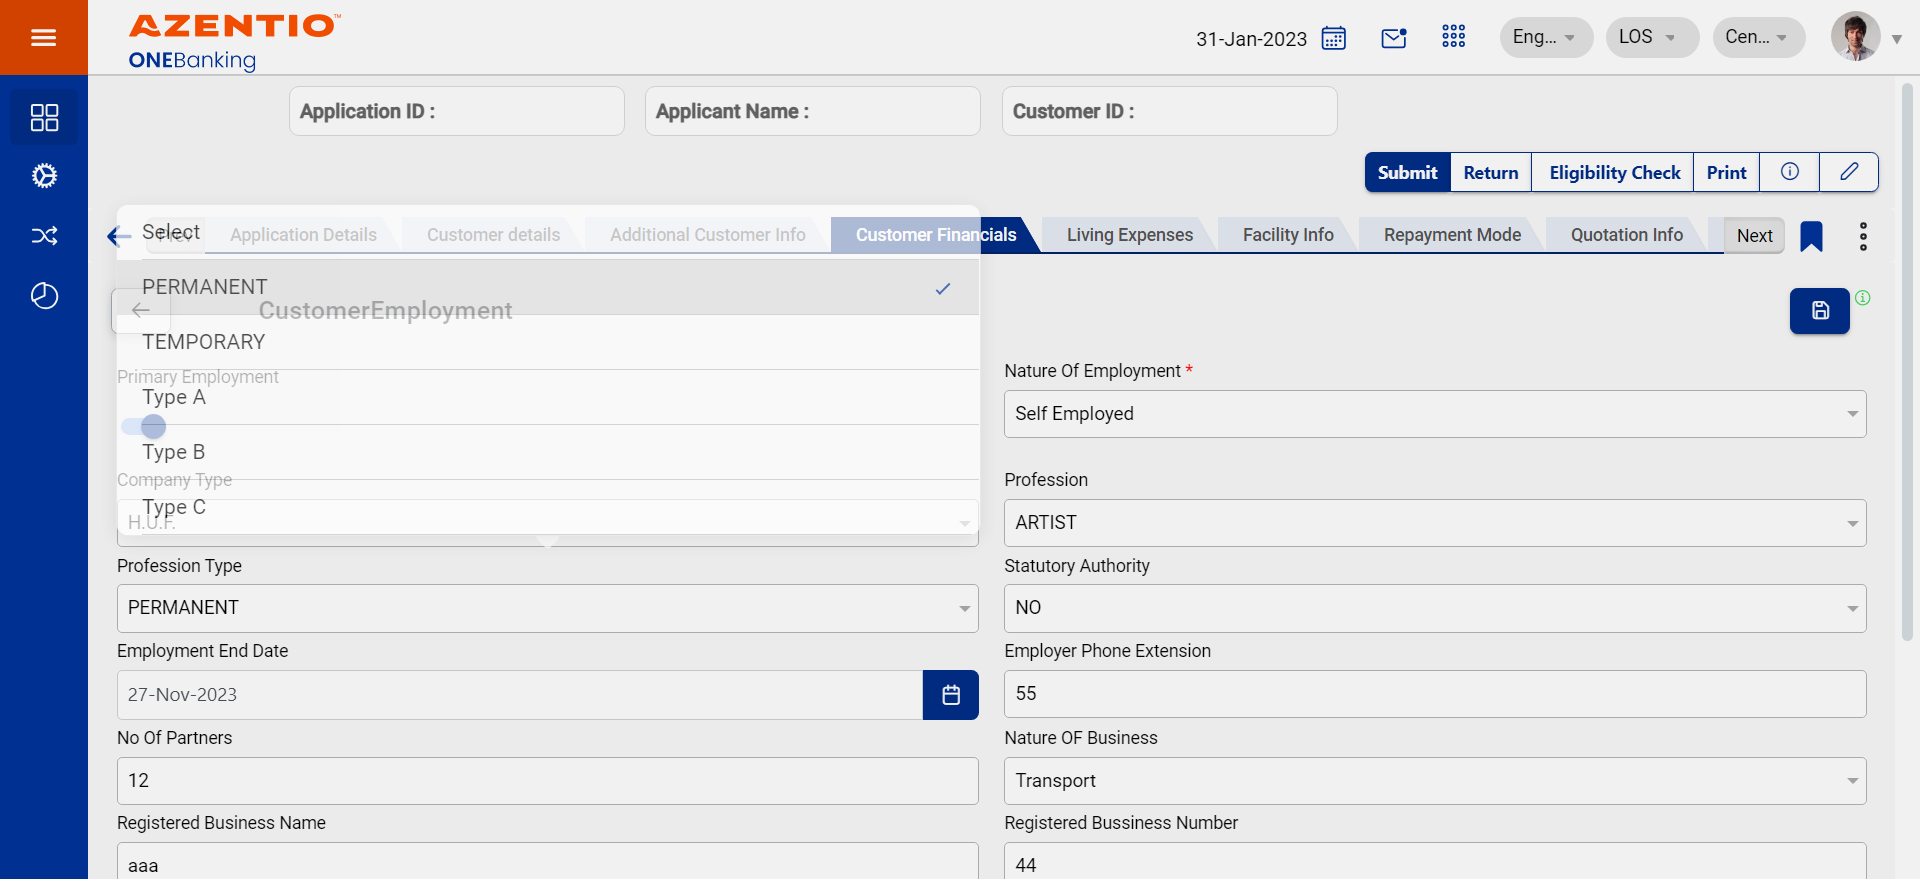 AZENTIO™
ONEBanking
31-Jan-2023
Eng...
LOS
Cen...
Application ID :
Applicant Name :
Customer ID :
Submit
Return
Eligibility Check
Print
Select
Application Details
Customer details
Additional Customer Info
Customer Financials
Living Expenses
Facility Info
Repayment Mode
Quotation Info
Next
PERMANENT
CustomerEmployment
TEMPORARY
Primary Employment
Type A
Nature Of Employment *
Self Employed
Type B
Company Type
Type C
H.U.F.
Profession
ARTIST
Profession Type
PERMANENT
Statutory Authority
NO
Employment End Date
27-Nov-2023
Employer Phone Extension
55
No Of Partners
12
Nature OF Business
Transport
Registered Business Name
aaa
Registered Bussiness Number
44